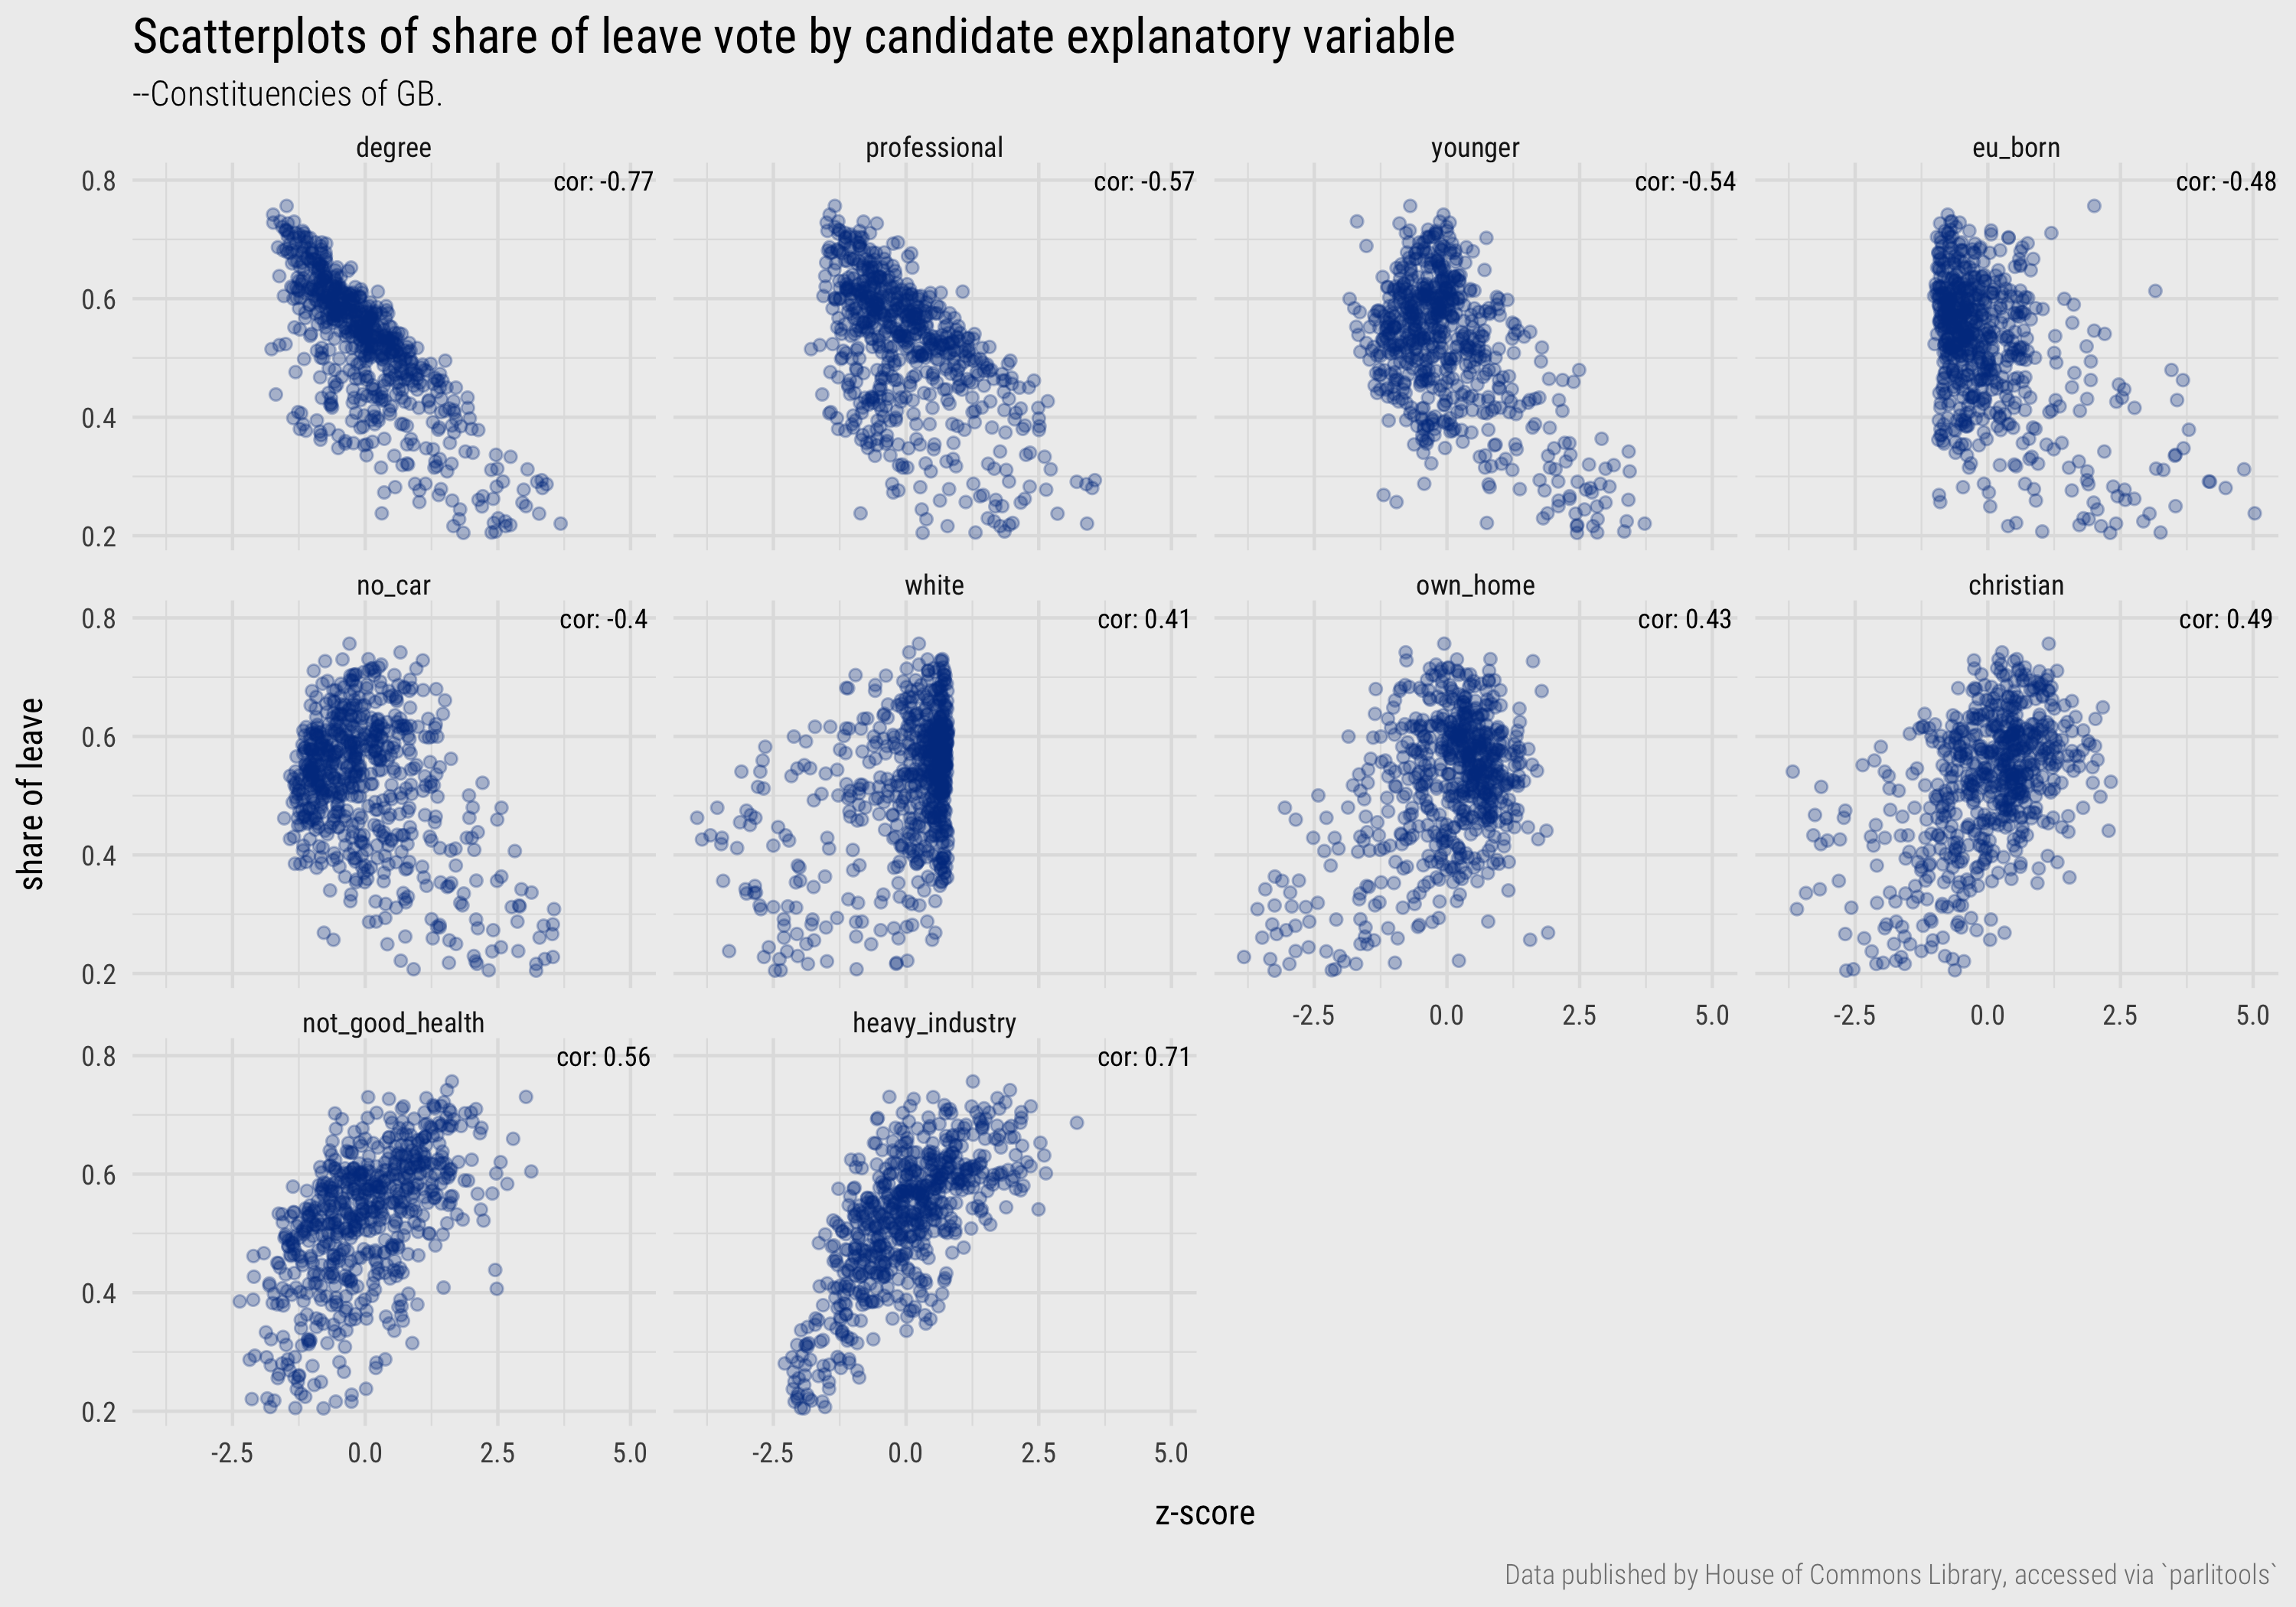 Scatterplots of share of leave vote by candidate explanatory variable
--Constituencies of GB.
degree
professional
younger
eu_born
cor: -0.77
cor: -0.57
cor: -0.54
cor: -0.48
0.8
0.6
0.4
0.2
no_car
white
own_home
christian
cor: -0.4
cor: 0.41
cor: 0.43
cor: 0.49
0.8
0.6
0.4
0.2
-2.5 0.0 2.5 5.0
-2.5 0.0 2.5 5.0
not_good_health
heavy_industry
cor: 0.56
cor: 0.71
0.8
0.6
0.4
0.2
-2.5 0.0 2.5 5.0
-2.5 0.0 2.5 5.0
share of leave
z-score
Data published by House of Commons Library, accessed via `parlitools`